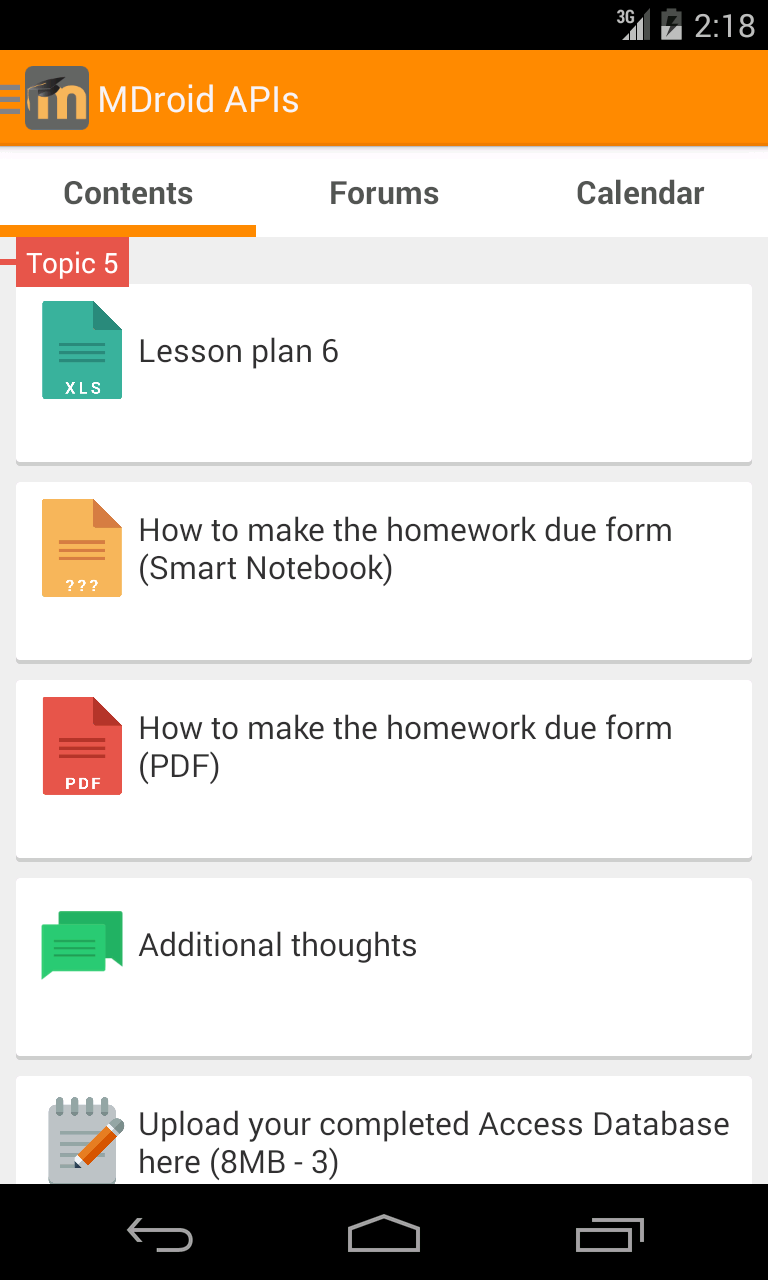 3G 2:18
m MDroid APIs
Contents Forums Calendar
Topic 5
XLS
Lesson plan 6
???
How to make the homework due form
(Smart Notebook)
PDF
How to make the homework due form
(PDF)
Additional thoughts
Upload your completed Access Database
here (8MB - 3)